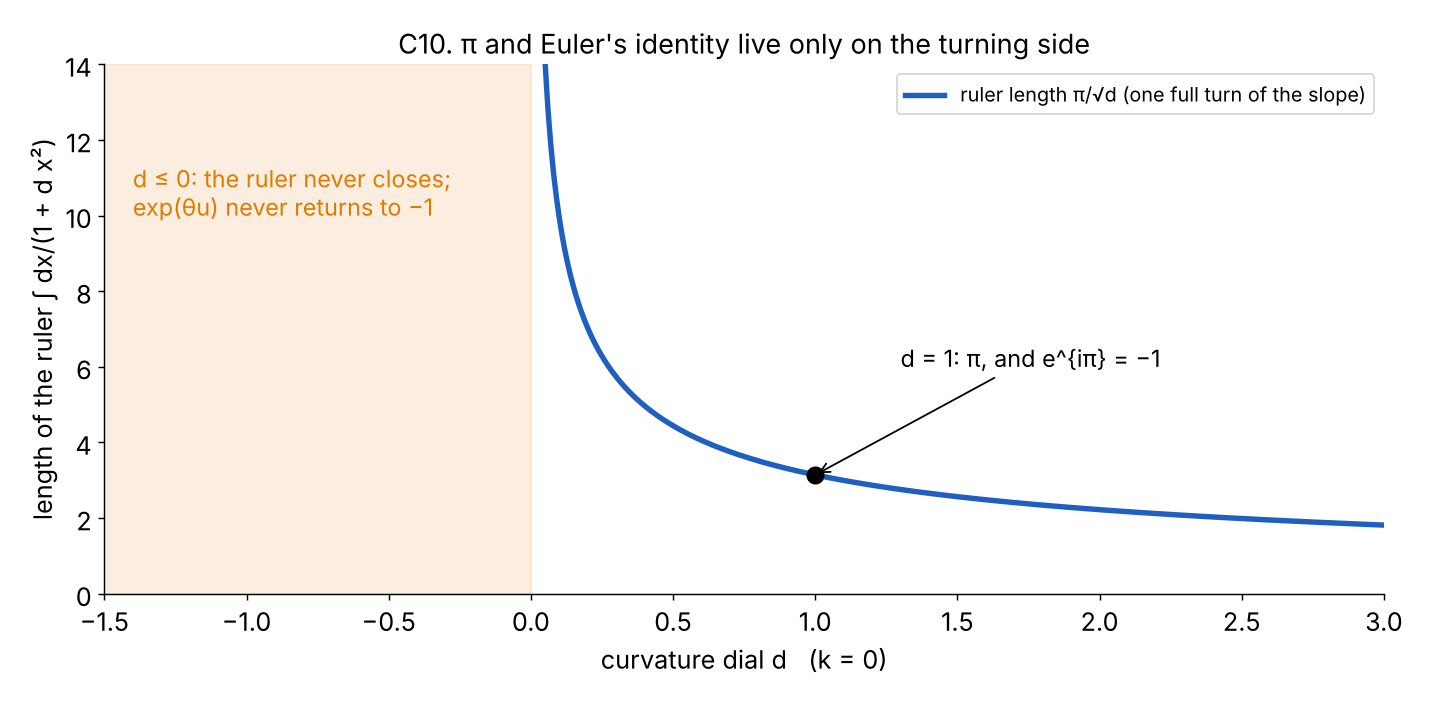 C10. π and Euler's identity live only on the turning side
ruler length π/√d (one full turn of the slope)
length of the ruler ∫ dx/(1 + d x²)
14
12
10
8
6
4
2
0
d ≤ 0: the ruler never closes;
exp(θu) never returns to −1
d = 1: π, and e^{iπ} = −1
−1.5 −1.0 −0.5 0.0 0.5 1.0 1.5 2.0 2.5 3.0
curvature dial d (k = 0)